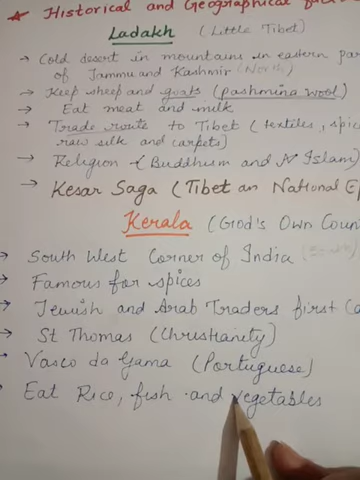 * Historical and Geographical
Ladakh (Little Tibet)
→ Cold desert in mountains in eastern
of Jammu and Kashmir (North)
→ Keep sheep and goats (pashmina wool)
→ Eat meat and milk
→ Trade route to Tibet (textiles, spic
raw silk and carpets)
→ Religion - (Buddhism and Islam)
→ Kesar Saga (Tibet an National Ep
Kerala (God's Own Coun
→ South West Corner of India
→ Famous for spices
→ Jewish and Arab Traders first
→ St Thomas (Christianity)
→ Vasco da Gama (Portuguese)
→ Eat Rice, fish and vegetables